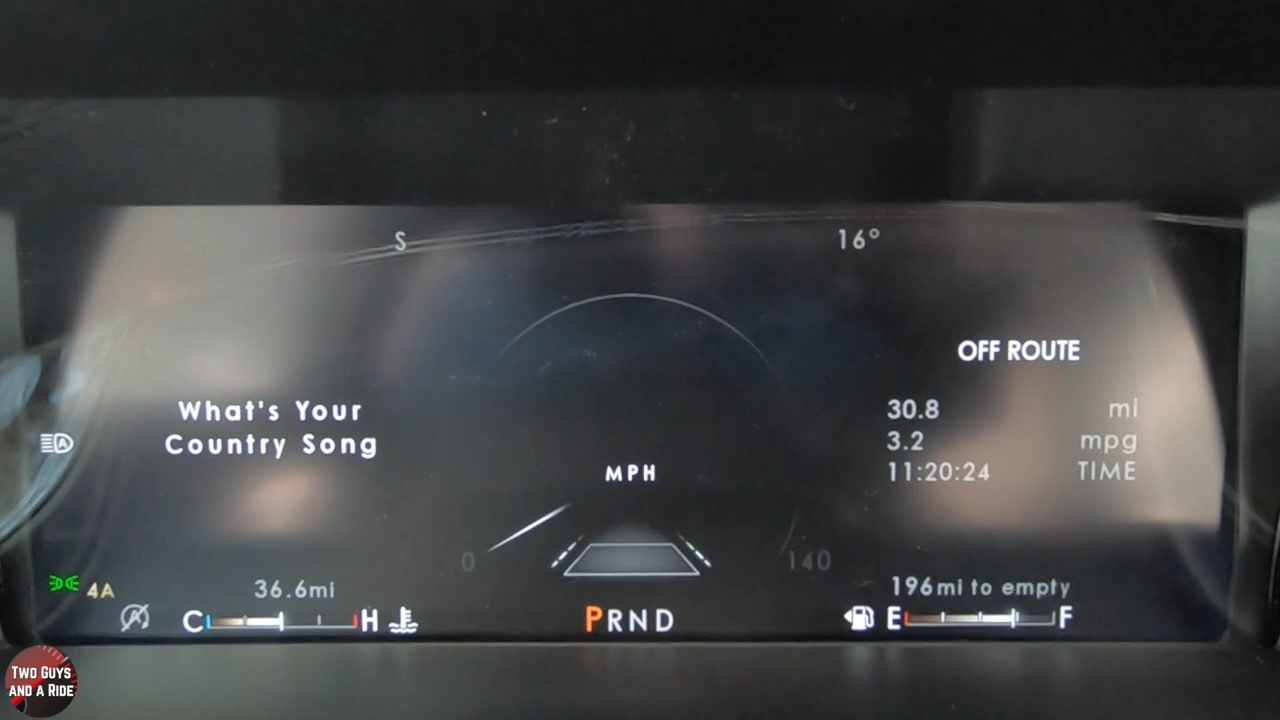 S
16°
OFF ROUTE
What's Your
Country Song
30.8 mi
3.2 mpg
11:20:24 TIME
MPH
0
140
A
4A
36.6mi
196mi to empty
A
C H
PRND
E F
TWO GUYS
AND A RIDE